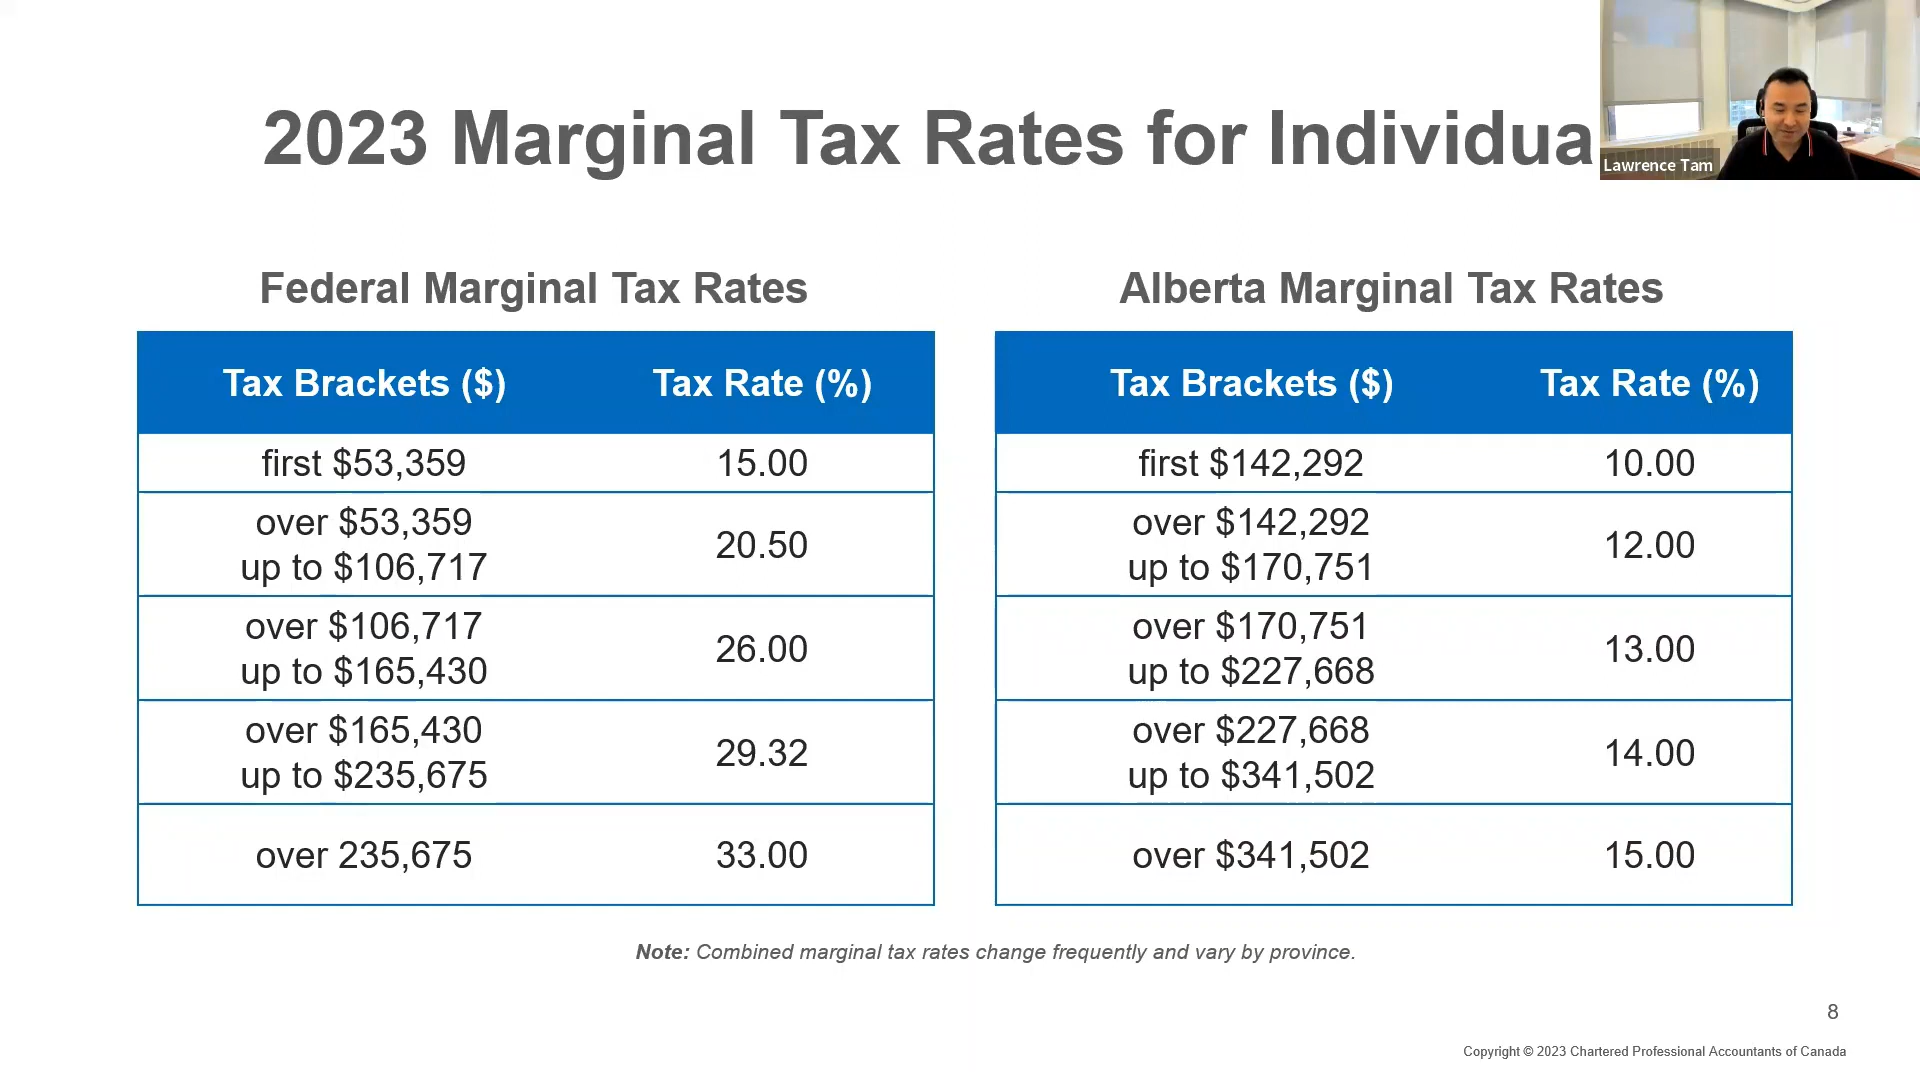 2023 Marginal Tax Rates for Individua
Lawrence Tam
Federal Marginal Tax Rates
Tax Brackets ($) Tax Rate (%)
first $53,359 15.00
over $53,359
up to $106,717
20.50
over $106,717
up to $165,430
26.00
over $165,430
up to $235,675
29.32
over 235,675 33.00
Alberta Marginal Tax Rates
Tax Brackets ($) Tax Rate (%)
first $142,292 10.00
over $142,292
up to $170,751
12.00
over $170,751
up to $227,668
13.00
over $227,668
up to $341,502
14.00
over $341,502 15.00
Note: Combined marginal tax rates change frequently and vary by province.
8
Copyright © 2023 Chartered Professional Accountants of Canada